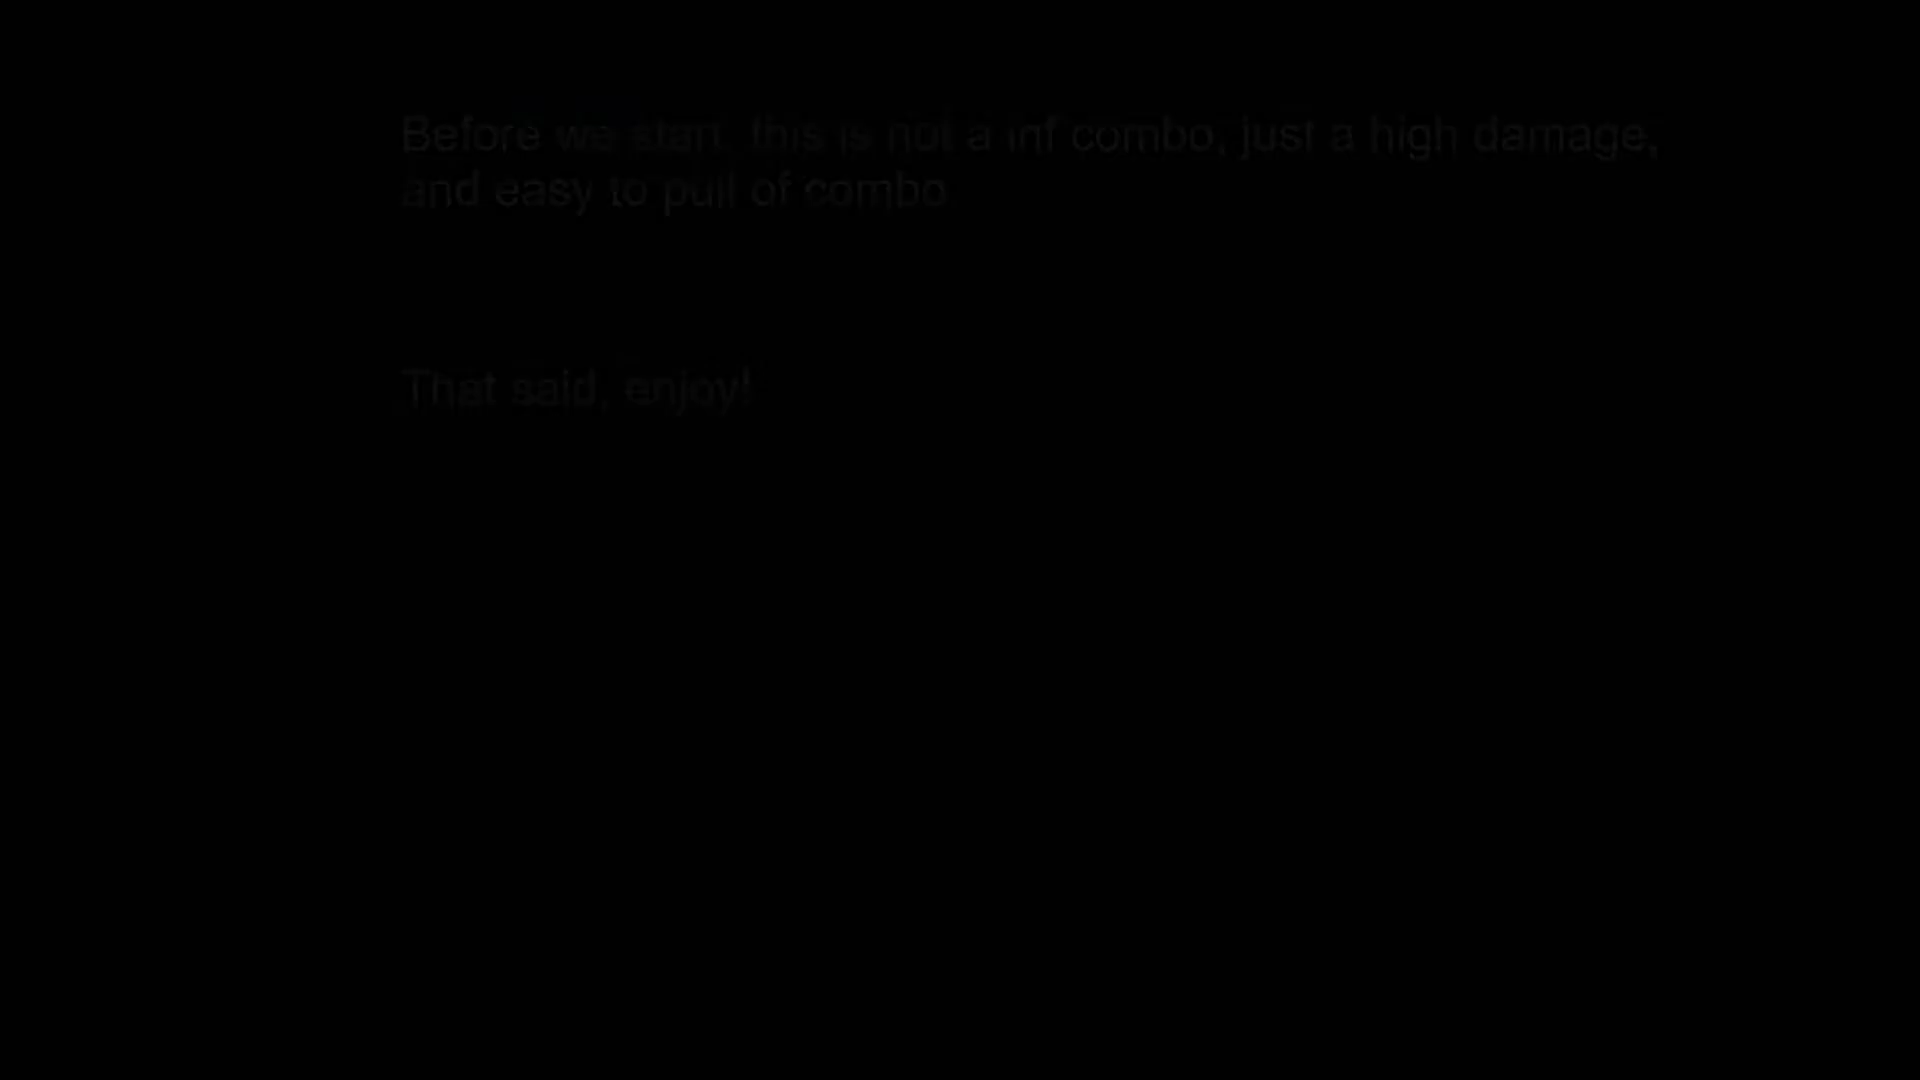 Before we start, this is not a inf combo, just a high damage,
and easy to pull of combo.
That said, enjoy!